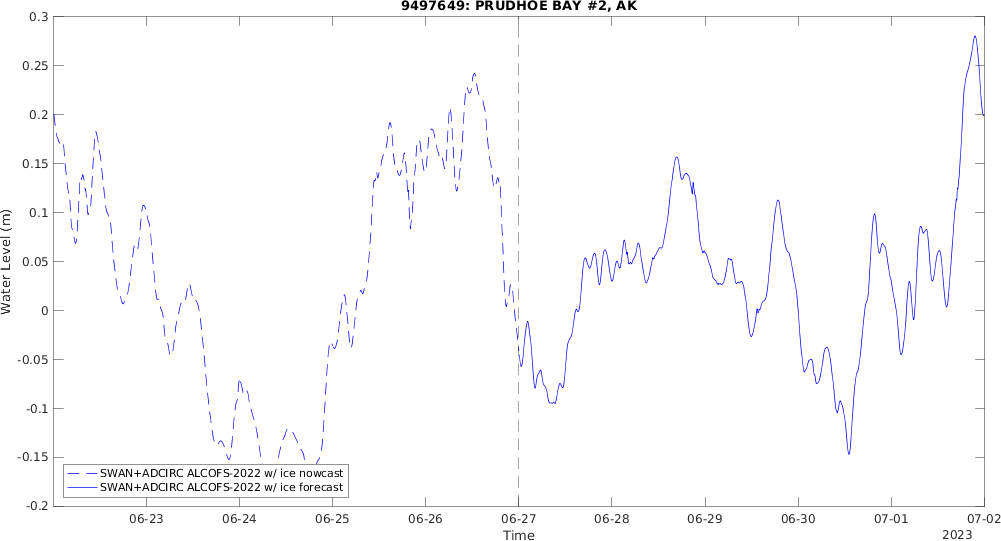 9497649: PRUDHOE BAY #2, AK
0.3
0.25
0.2
0.15
0.1
0.05
0
-0.05
-0.1
-0.15
-0.2
Water Level (m)
SWAN+ADCIRC ALCOFS-2022 w/ ice nowcast
SWAN+ADCIRC ALCOFS-2022 w/ ice forecast
06-23 06-24 06-25 06-26 06-27 06-28 06-29 06-30 07-01 07-02
Time
2023